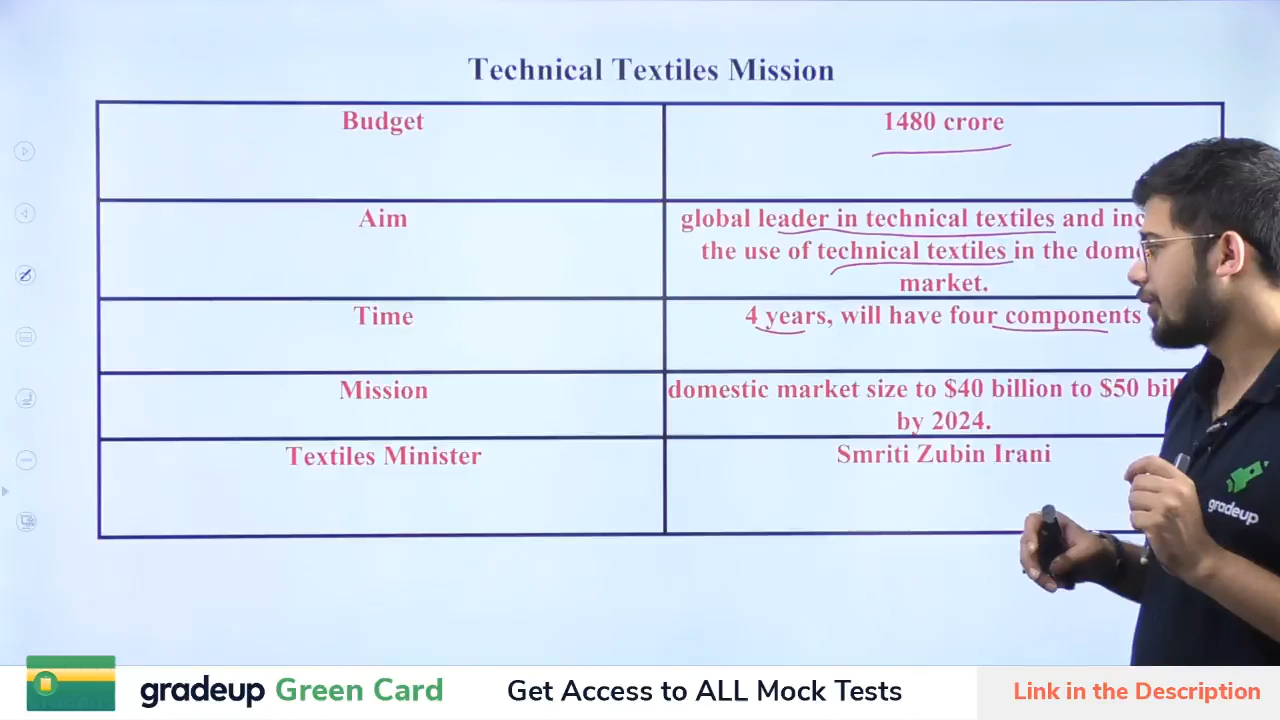 Technical Textiles Mission
Budget
1480 crore
Aim
global leader in technical textiles and
the use of technical textiles in the
market.
Time
4 years, will have four components
Mission
domestic market size to $40 billion to $50
by 2024.
Textiles Minister
Smriti Zubin Irani
gradeup
gradeup Green Card
Get Access to ALL Mock Tests
Link in the Description